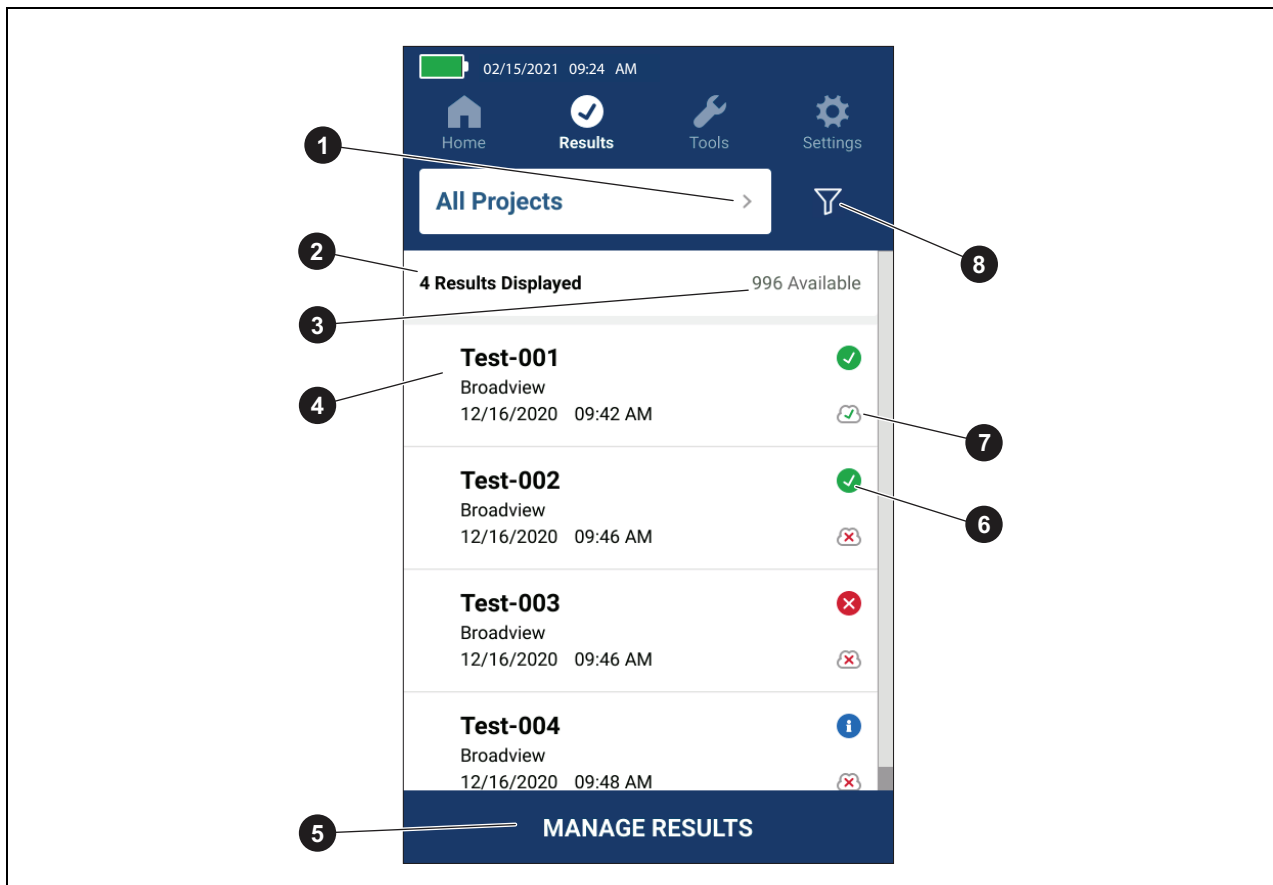 02/15/2021 09:24 AM
Home Results Tools Settings
1
All Projects
8
2
4 Results Displayed 996 Available
3
Test-001
Broadview
4
12/16/2020 09:42 AM
7
Test-002
Broadview
6
12/16/2020 09:46 AM
Test-003
Broadview
12/16/2020 09:46 AM
Test-004
Broadview
12/16/2020 09:48 AM
5
MANAGE RESULTS